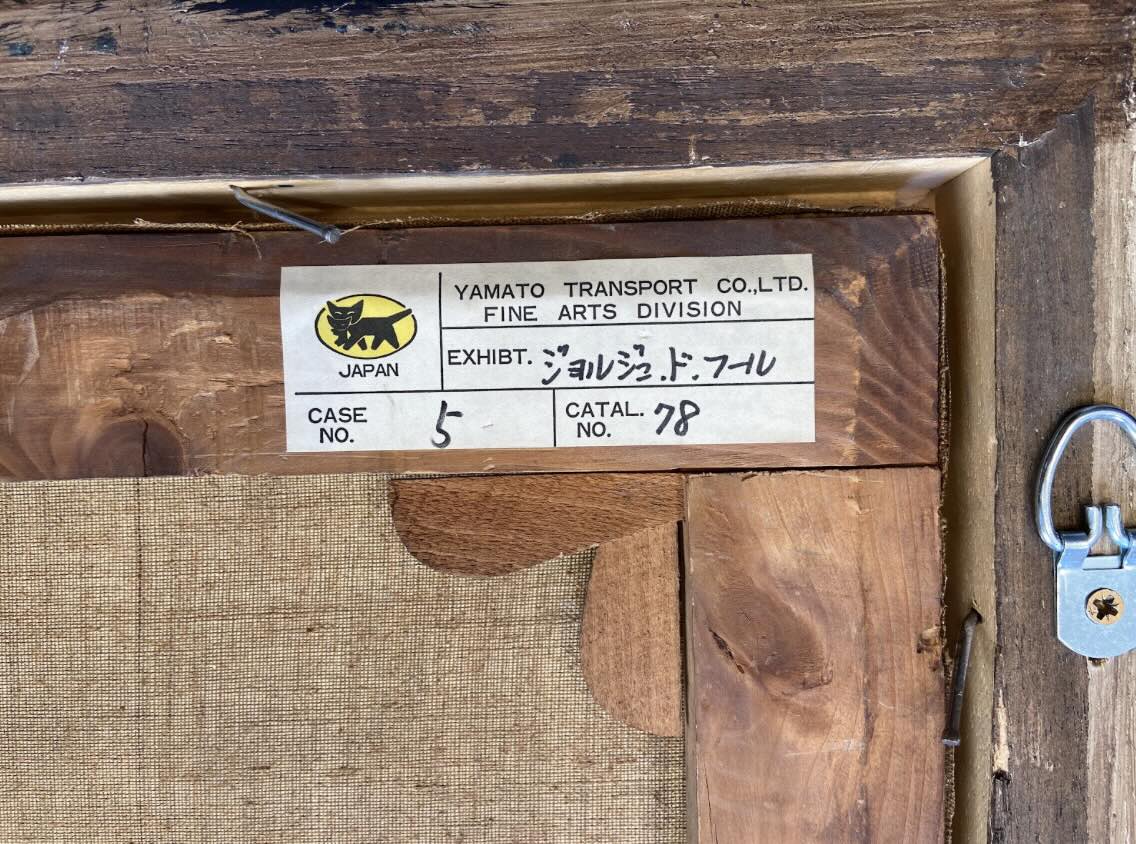 YAMATO TRANSPORT CO.,LTD.
FINE ARTS DIVISION
JAPAN
EXHIBT. ジョルジュ.ド.フール
CASE NO. 5
CATAL. NO. 78